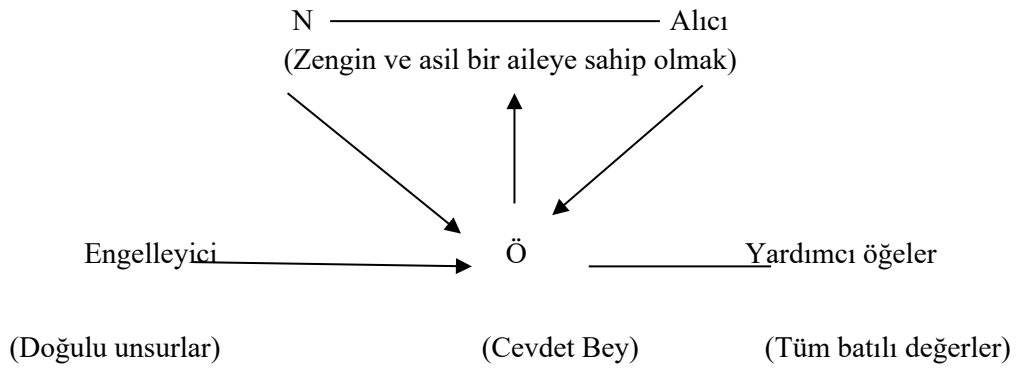 N Alıcı
(Zengin ve asil bir aileye sahip olmak)
Engelleyici Ö Yardımcı öğeler
(Doğulu unsurlar) (Cevdet Bey) (Tüm batılı değerler)